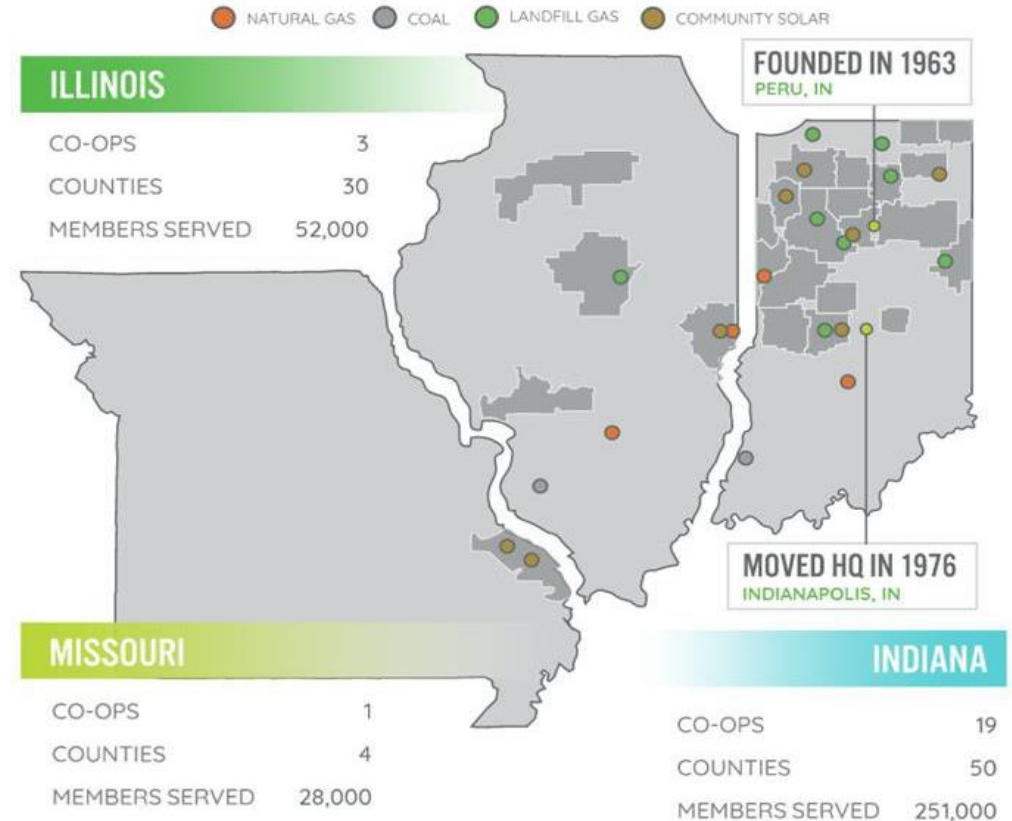 NATURAL GAS COAL LANDFILL GAS COMMUNITY SOLAR
FOUNDED IN 1963
PERU, IN
ILLINOIS
CO-OPS 3
COUNTIES 30
MEMBERS SERVED 52,000
MOVED HQ IN 1976
INDIANAPOLIS, IN
MISSOURI
CO-OPS 1
COUNTIES 4
MEMBERS SERVED 28,000
INDIANA
CO-OPS 19
COUNTIES 50
MEMBERS SERVED 251,000